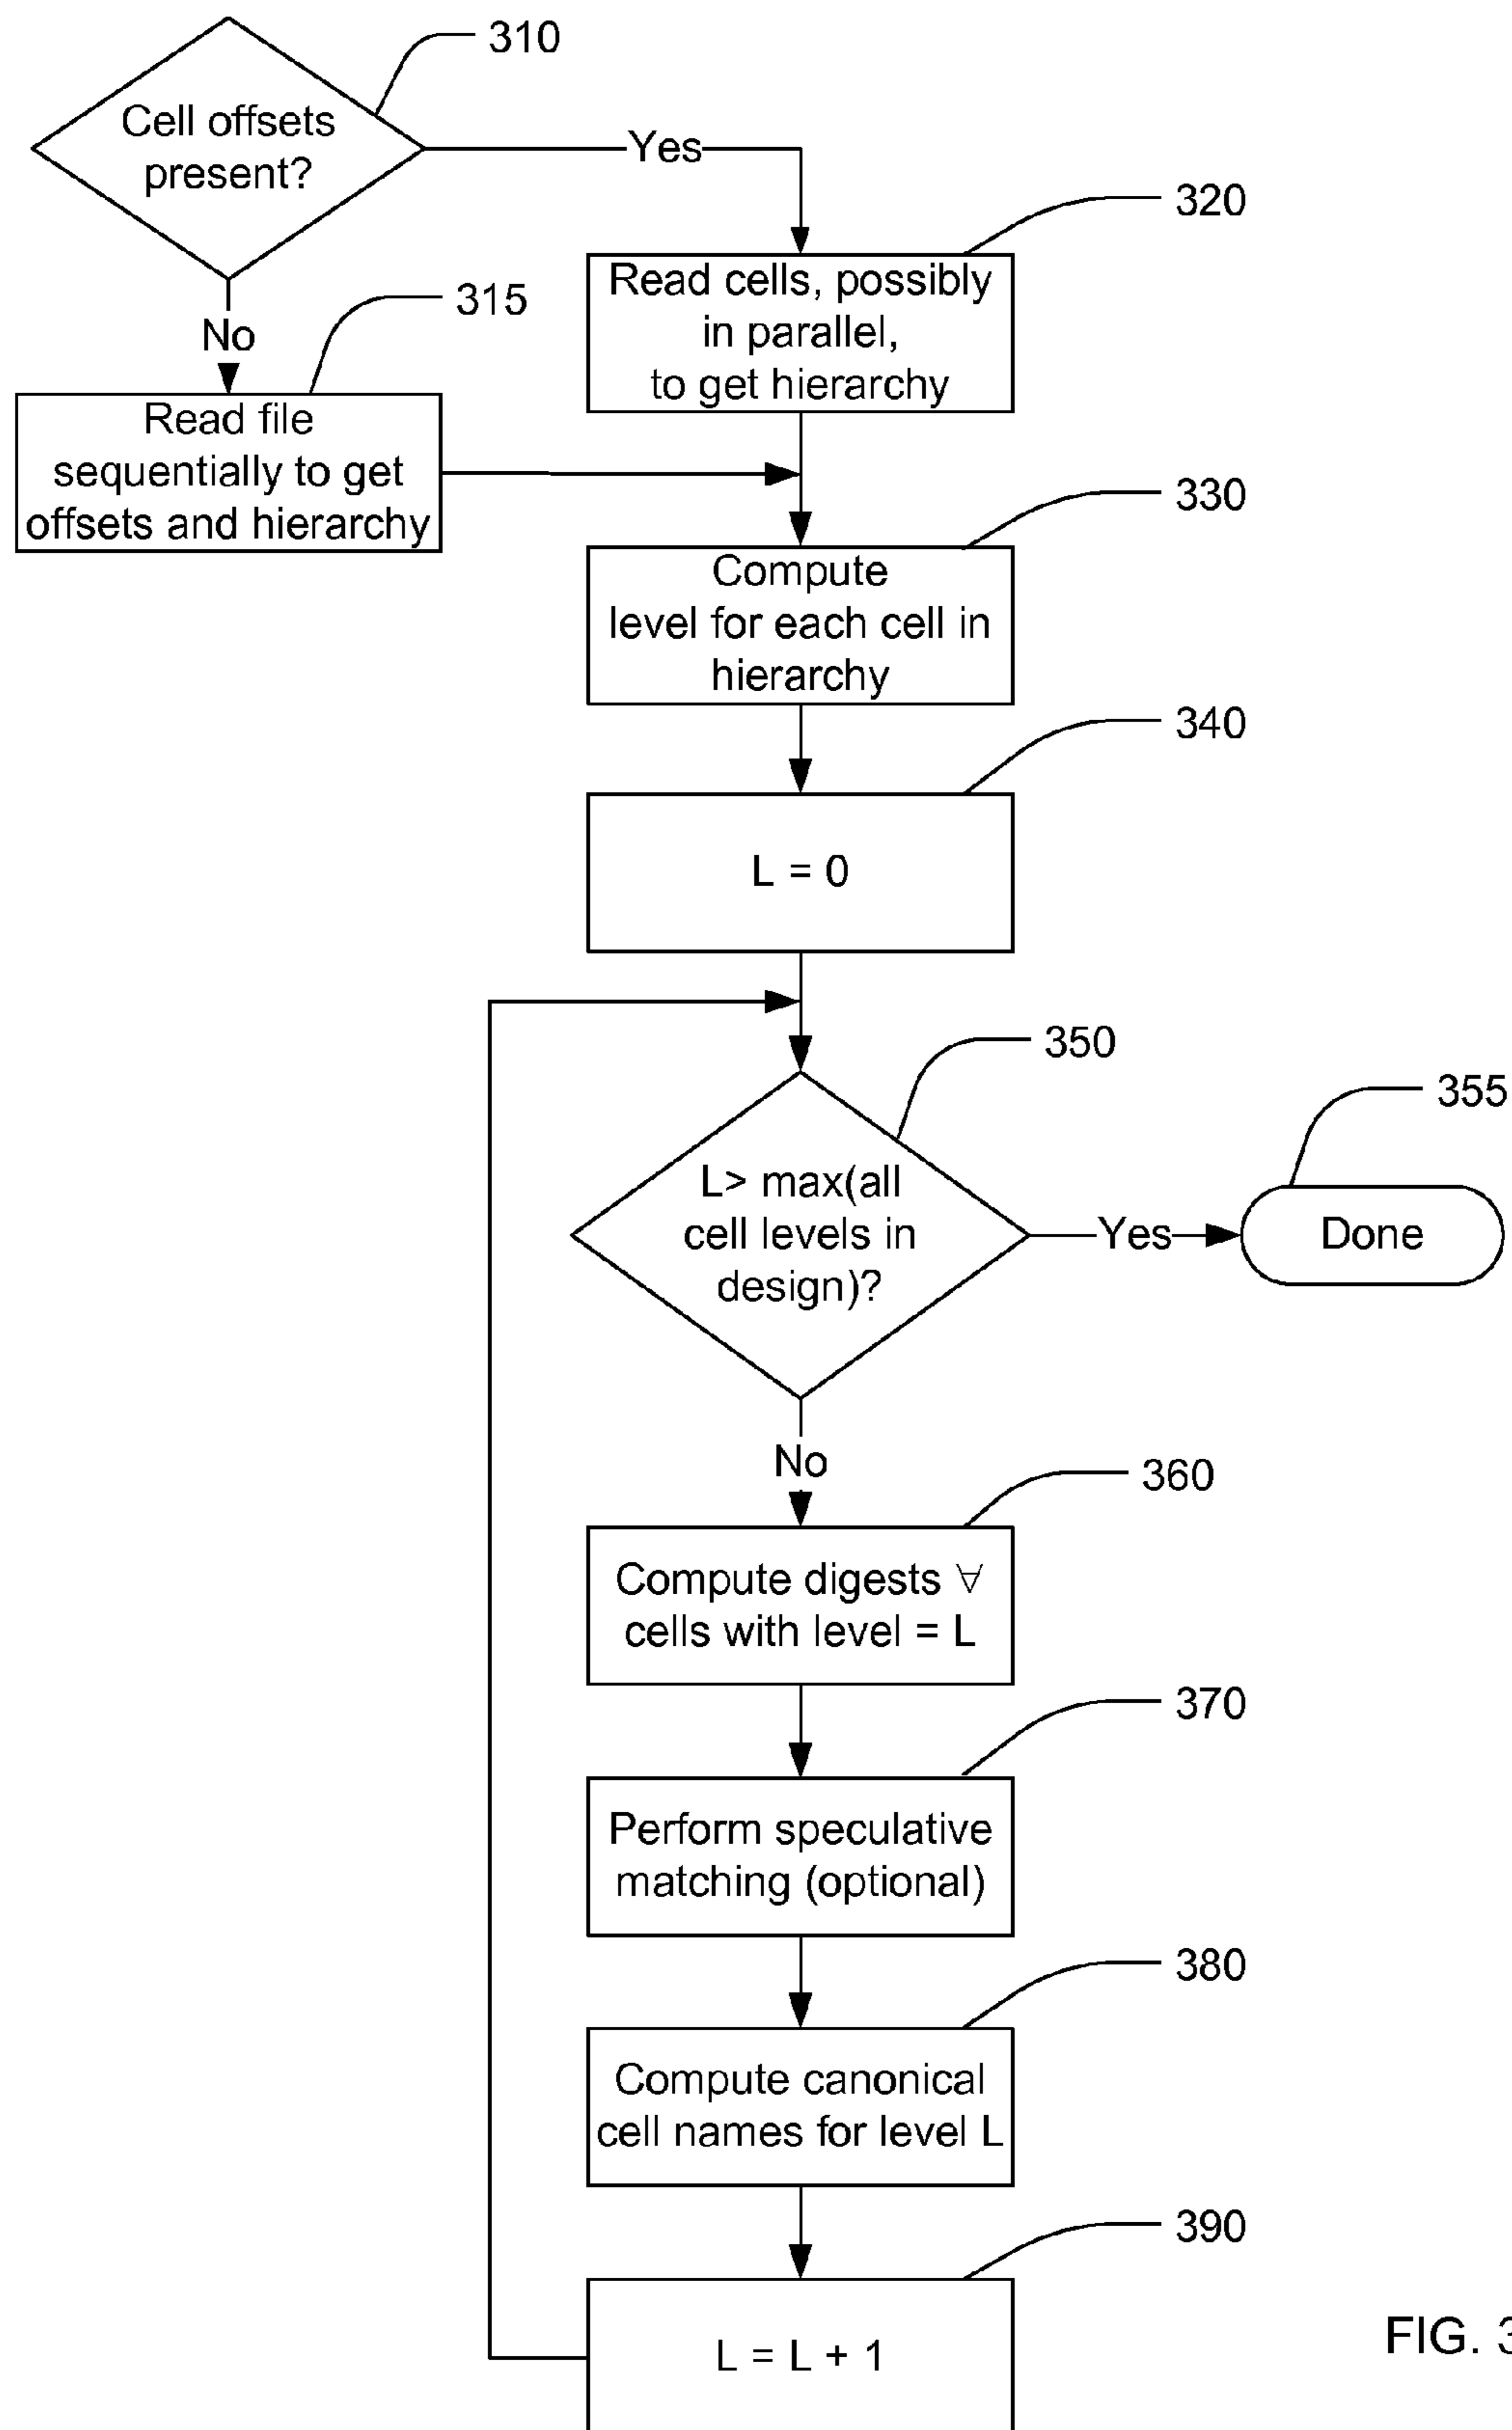 310
Cell offsets
present?
Yes
320
Read cells, possibly
in parallel,
to get hierarchy
315
No
Read file
sequentially to get
offsets and hierarchy
330
Compute
level for each cell in
hierarchy
340
L = 0
350
355
L> max(all
cell levels in
design)?
Yes
Done
No
360
Compute digests ∀
cells with level = L
370
Perform speculative
matching (optional)
380
Compute canonical
cell names for level L
390
L = L + 1
FIG. 3